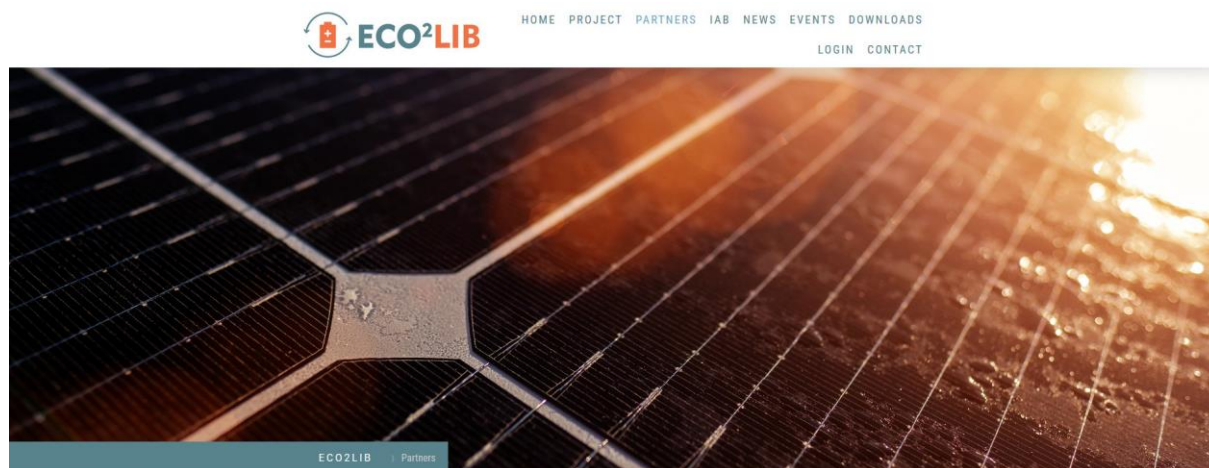 ECO²LIB
HOME PROJECT PARTNERS IAB NEWS EVENTS DOWNLOADS
LOGIN CONTACT
ECO2LIB Partners